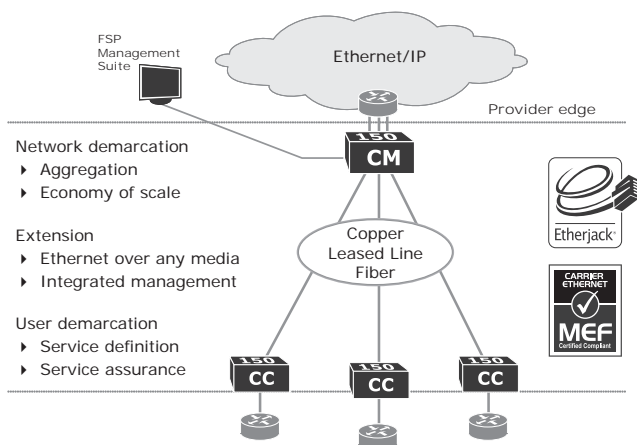 FSP
Management
Suite
Ethernet/IP
Provider edge
150
CM
Network demarcation
Aggregation
Economy of scale
Extension
Ethernet over any media
Integrated management
Copper
Leased Line
Fiber
Etherjack®
CARRIER
ETHERNET
MEF
Certified Compliant
User demarcation
Service definition
Service assurance
150
CC
150
CC
150
CC